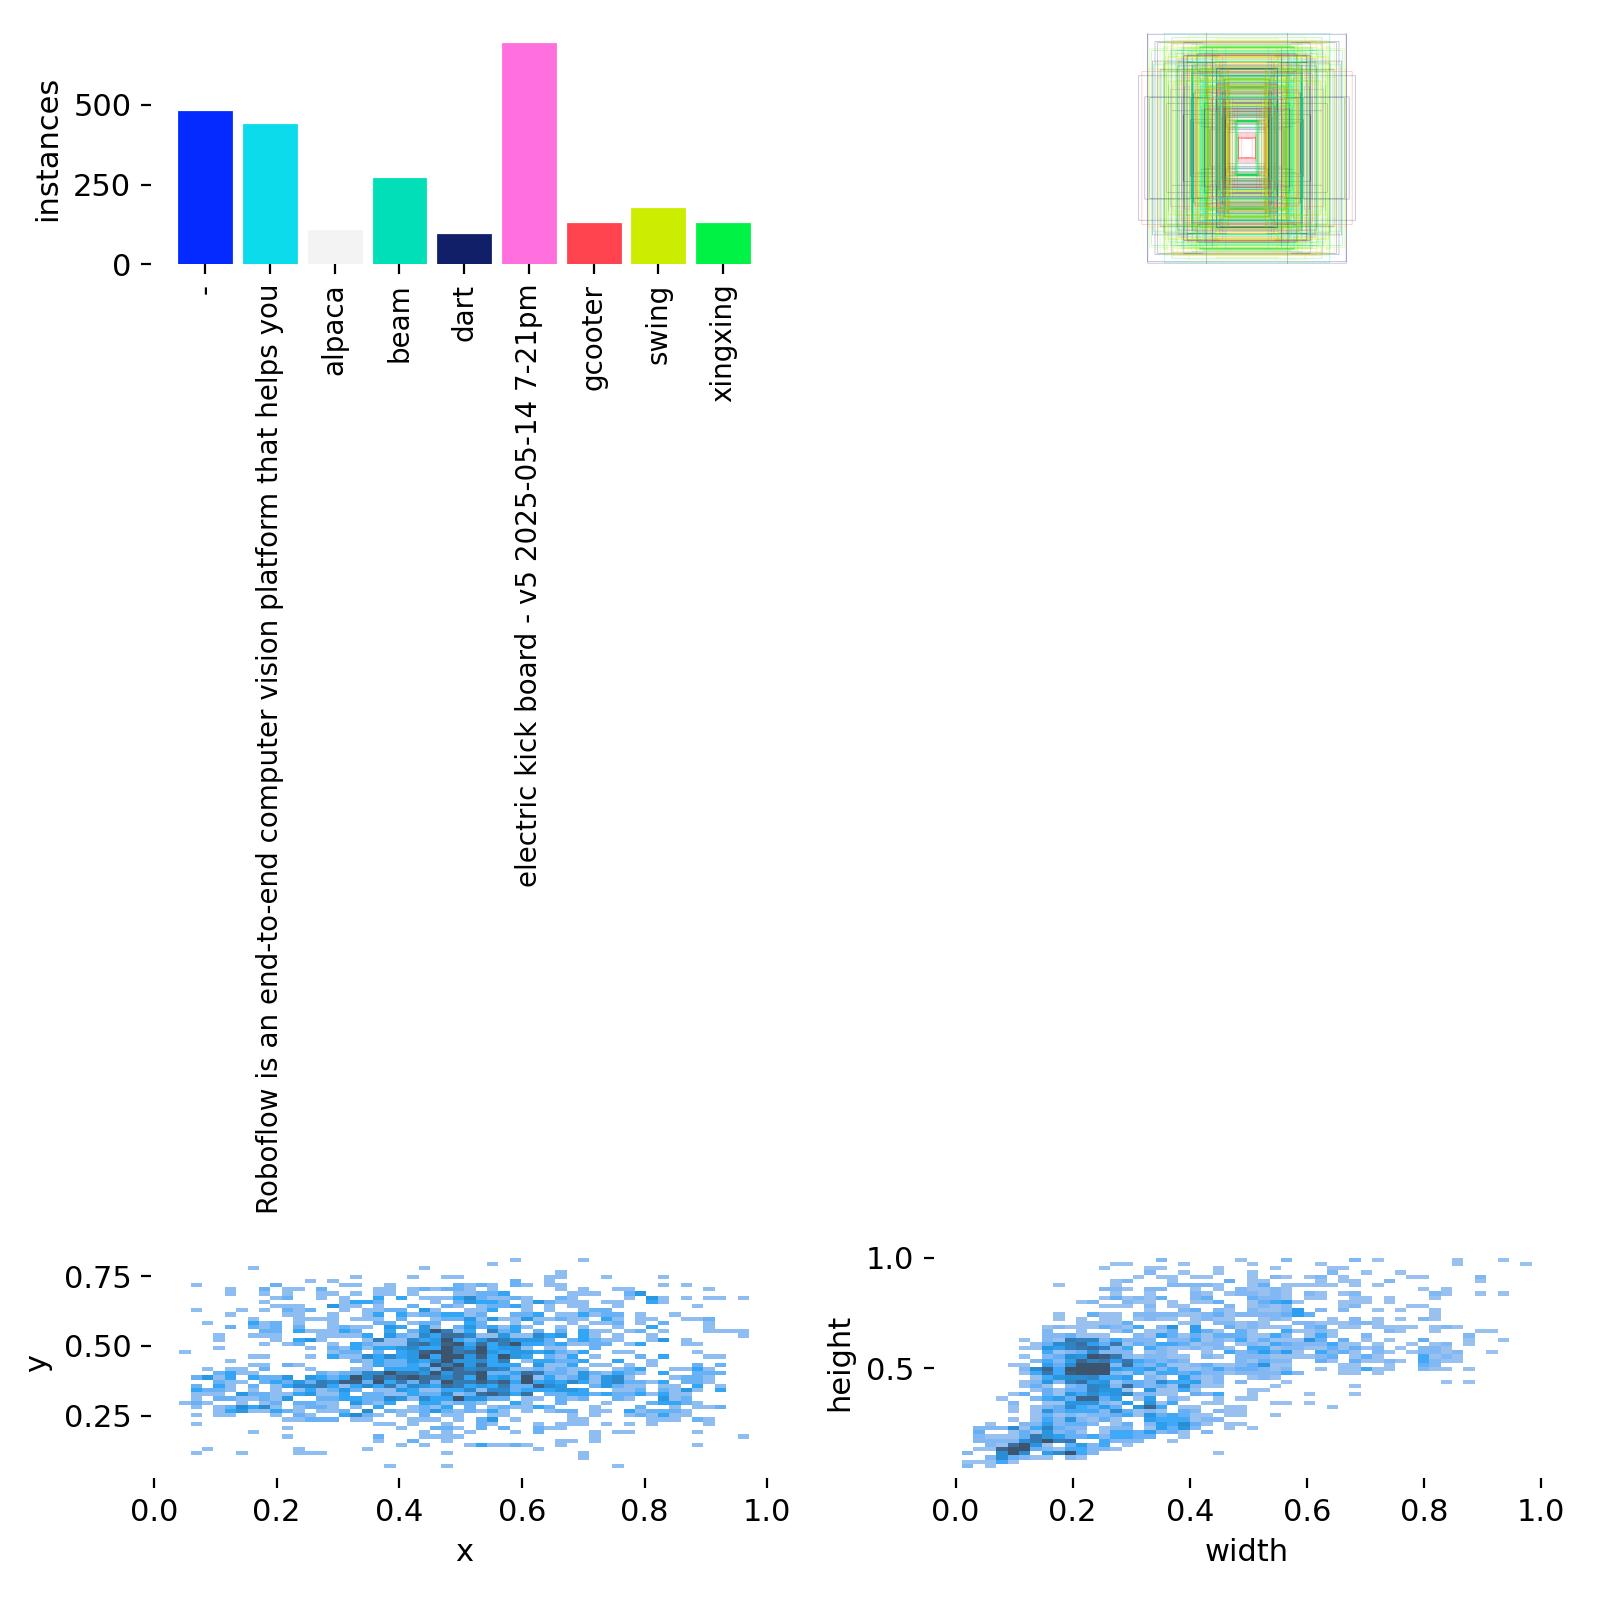 instances
500
250
0
-
Roboflow is an end-to-end computer vision platform that helps you
alpaca
beam
dart
electric kick board - v5 2025-05-14 7-21pm
gcooter
swing
xingxing
y
0.75
0.50
0.25
0.0 0.2 0.4 0.6 0.8 1.0
x
height
1.0
0.5
0.0 0.2 0.4 0.6 0.8 1.0
width